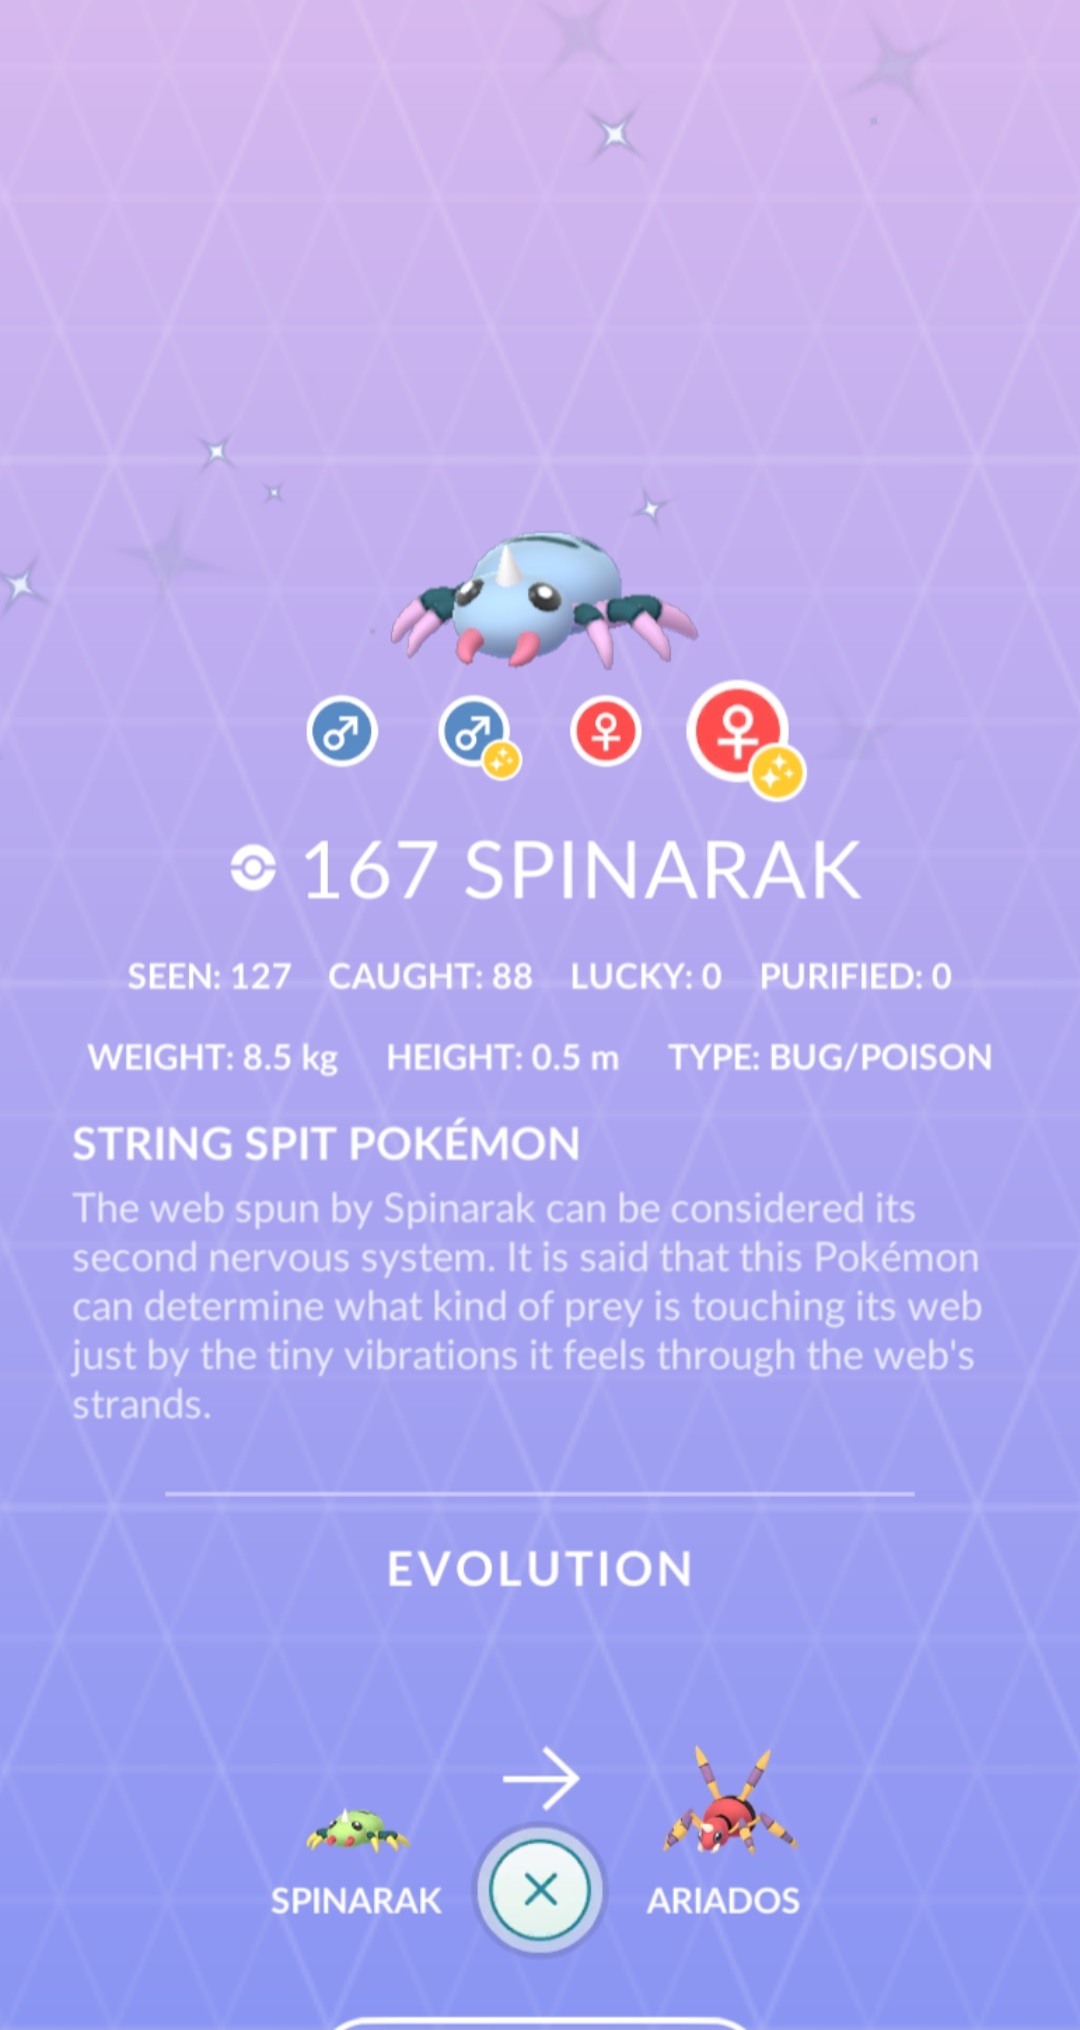 167 SPINARAK
SEEN: 127 CAUGHT: 88 LUCKY: 0 PURIFIED: 0
WEIGHT: 8.5 kg HEIGHT: 0.5 m TYPE: BUG/POISON
STRING SPIT POKÉMON
The web spun by Spinarak can be considered its
second nervous system. It is said that this Pokémon
can determine what kind of prey is touching its web
just by the tiny vibrations it feels through the web's
strands.
EVOLUTION
SPINARAK
ARIADOS